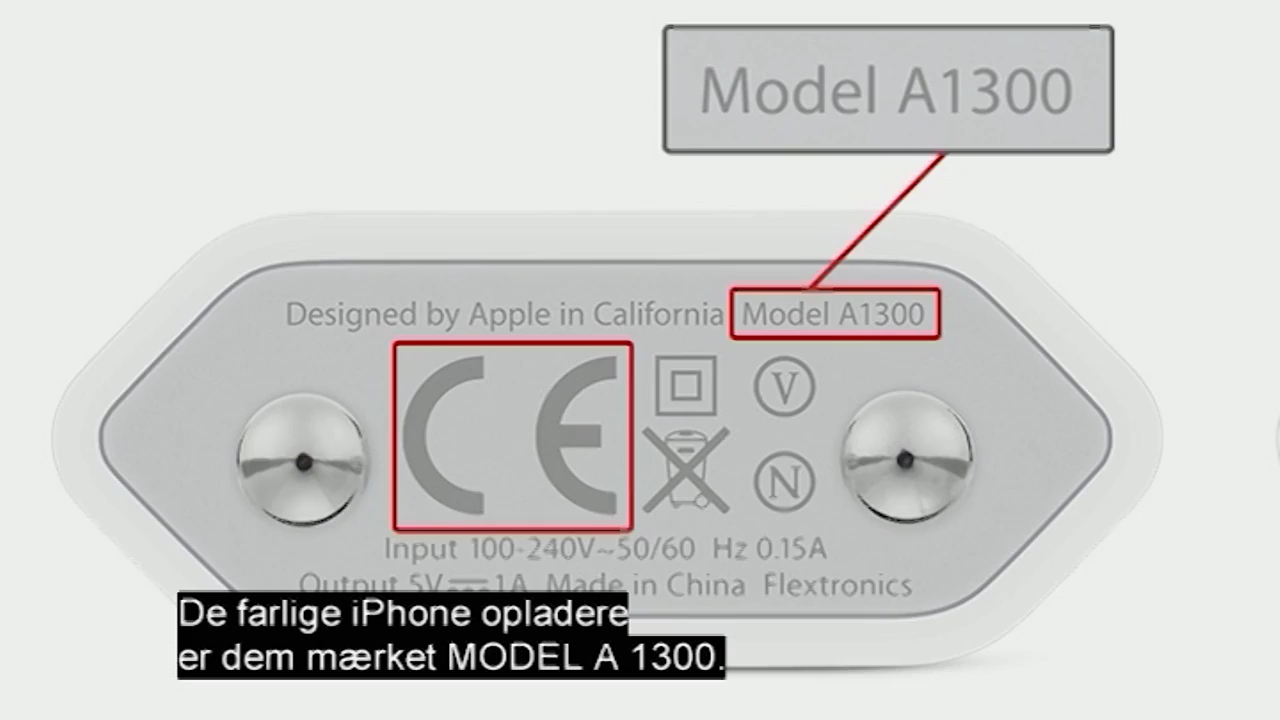 Model A1300
Designed by Apple in California Model A1300
CE
V
N
Input 100-240V~50/60 Hz 0.15A
Output 5V⎓1A Made in China Flextronics
De farlige iPhone opladere
er dem mærket MODEL A 1300.